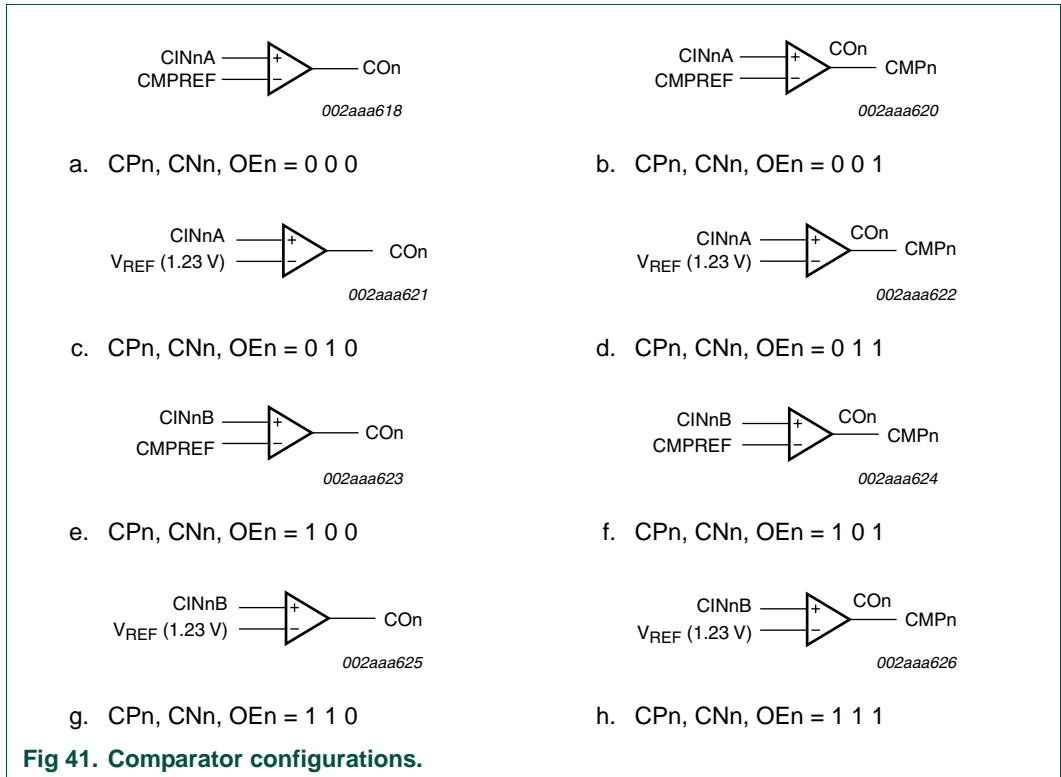 CINnA
CMPREF
+
−
COn
002aaa618
a. CPn, CNn, OEn = 0 0 0
CINnA
CMPREF
+
−
COn
CMPn
002aaa620
b. CPn, CNn, OEn = 0 0 1
CINnA
VREF (1.23 V)
+
−
COn
002aaa621
c. CPn, CNn, OEn = 0 1 0
CINnA
VREF (1.23 V)
+
−
COn
CMPn
002aaa622
d. CPn, CNn, OEn = 0 1 1
CINnB
CMPREF
+
−
COn
002aaa623
e. CPn, CNn, OEn = 1 0 0
CINnB
CMPREF
+
−
COn
CMPn
002aaa624
f. CPn, CNn, OEn = 1 0 1
CINnB
VREF (1.23 V)
+
−
COn
002aaa625
g. CPn, CNn, OEn = 1 1 0
CINnB
VREF (1.23 V)
+
−
COn
CMPn
002aaa626
h. CPn, CNn, OEn = 1 1 1
Fig 41. Comparator configurations.